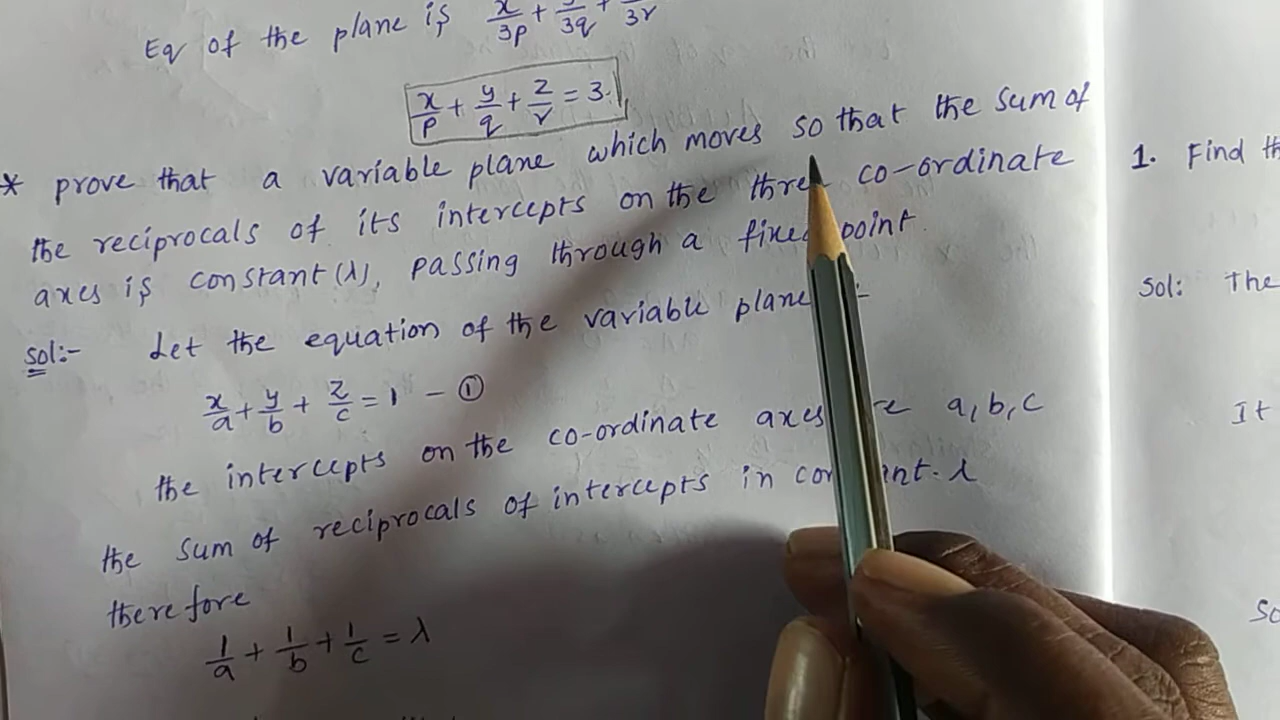 Eq of the plane is x/3p + y/3q + /3r
x/p + y/q + z/r = 3.
* prove that a variable plane which moves so that the sum of
the reciprocals of its intercepts on the three co-ordinate
axes is constant (λ), passing through a fixed point.
sol:- Let the equation of the variable plane :-
x/a + y/b + z/c = 1 - ①
the intercepts on the co-ordinate axes a, b, c
the sum of reciprocals of intercepts in constant. λ
therefore
1/a + 1/b + 1/c = λ
1. Find th
Sol: The
It
So